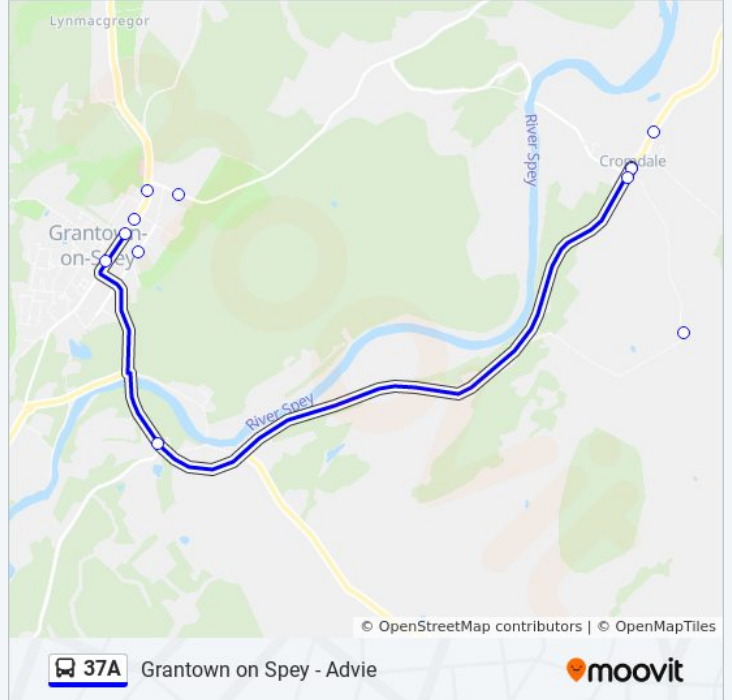 Lynmacgregor
River Spey
Cromdale
Grantown-
on-Spey
River Spey
© OpenStreetMap contributors | © OpenMapTiles
37A Grantown on Spey - Advie
moovit